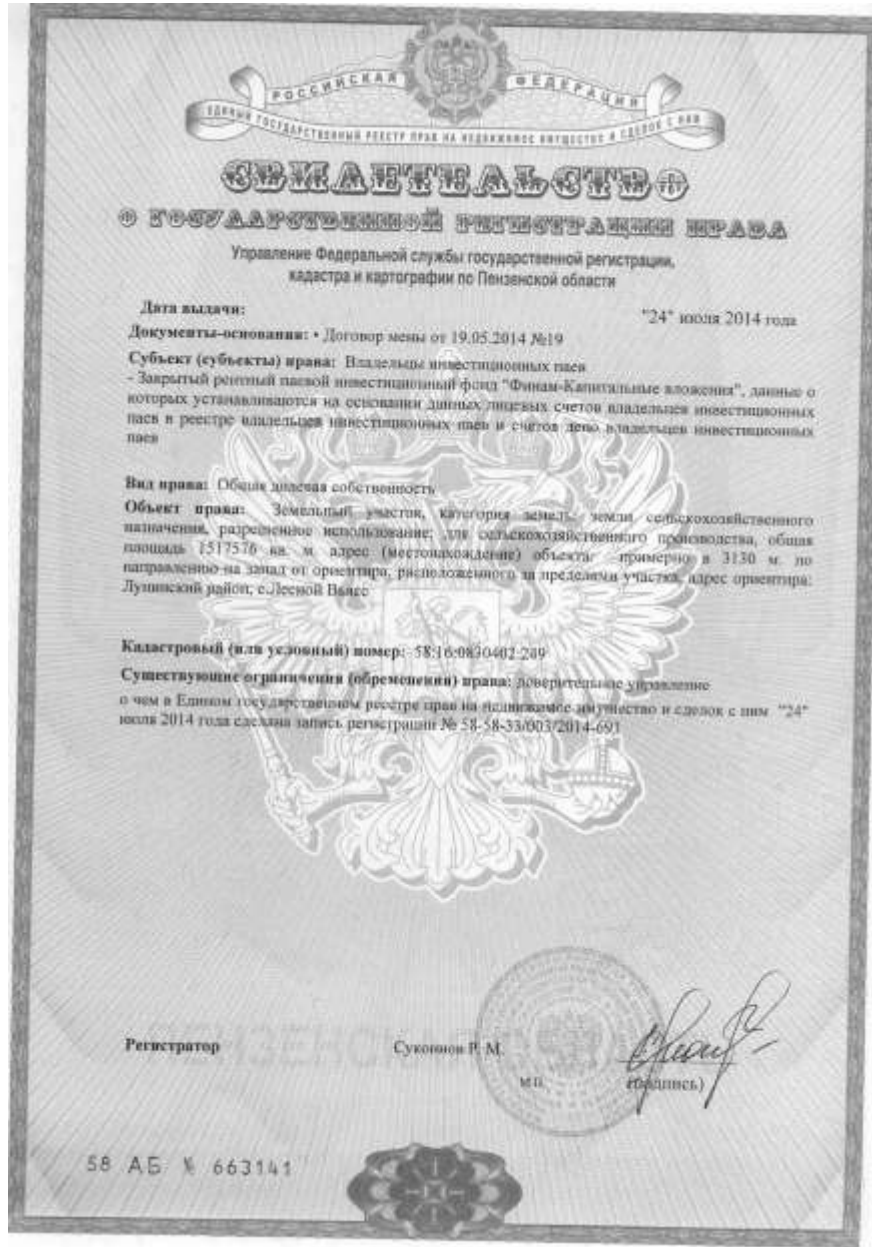 РОССИЙСКАЯ ФЕДЕРАЦИЯ
ЕДИНЫЙ ГОСУДАРСТВЕННЫЙ РЕЕСТР ПРАВ НА НЕДВИЖИМОЕ ИМУЩЕСТВО И СДЕЛОК С НИМ
СВИДЕТЕЛЬСТВО
О ГОСУДАРСТВЕННОЙ РЕГИСТРАЦИИ ПРАВА
Управление Федеральной службы государственной регистрации,
кадастра и картографии по Пензенской области
Дата выдачи: "24" июля 2014 года
Документы-основания: • Договор мены от 19.05.2014 №19
Субъект (субъекты) права: Владельцы инвестиционных паев
- Закрытый рентный паевой инвестиционный фонд "Финам-Капитальные вложения", данные о
которых устанавливаются на основании данных лицевых счетов владельцев инвестиционных
паев в реестре владельцев инвестиционных паев и счетов депо владельцев инвестиционных
паев
Вид права: Общая долевая собственность
Объект права: Земельный участок, категория земель: земли сельскохозяйственного
назначения, разрешенное использование: для сельскохозяйственного производства, общая
площадь 1517576 кв. м, адрес (местонахождение) объекта: примерно в 3130 м. по
направлению на запад от ориентира, расположенного за пределами участка, адрес ориентира:
Лунинский район, с.Лесной Вьяс
Кадастровый (или условный) номер: 58:16:0830402:249
Существующие ограничения (обременения) права: доверительное управление
о чем в Едином государственном реестре прав на недвижимое имущество и сделок с ним "24"
июля 2014 года сделана запись регистрации № 58-58-33/003/2014-691
Регистратор Суконнов Р. М.
М.П. (подпись)
58 АБ № 663141